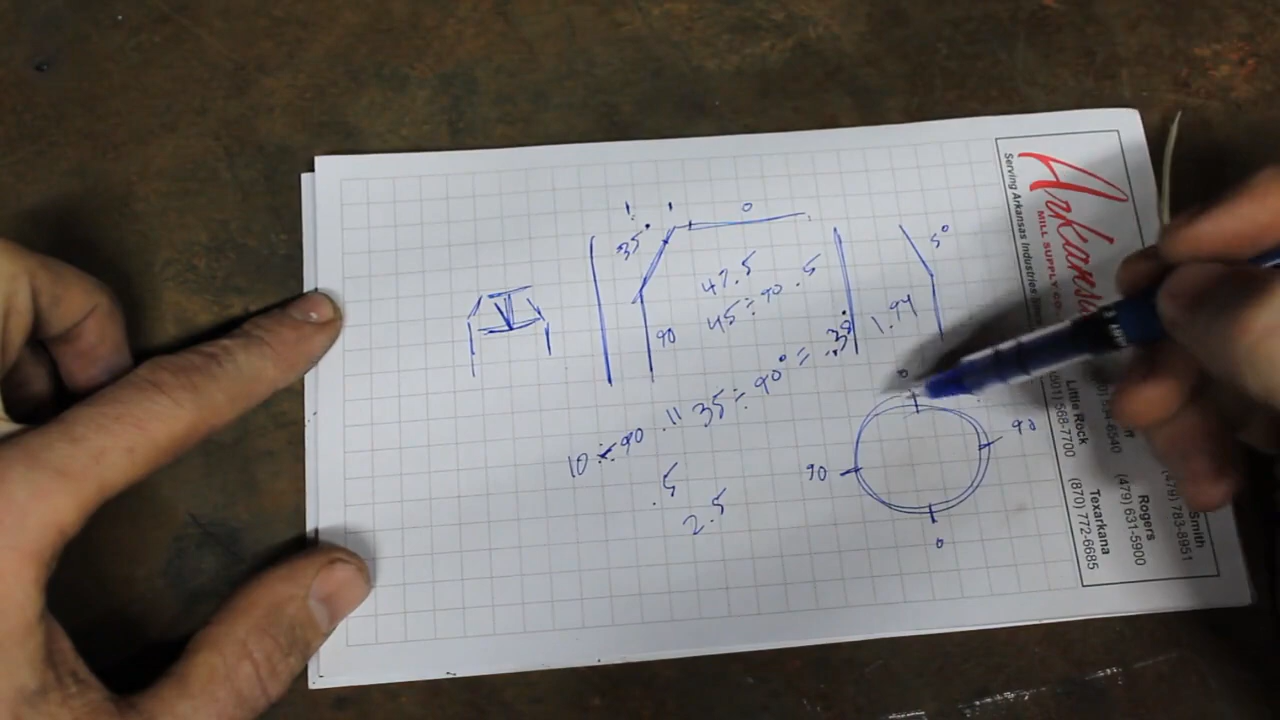 35°
0
5°
47.5
45÷90 .5
90
1.94
35÷90° =
10÷90 .11
.5
2.5
0
90
90
0
Arkansas
MILL SUPPLY CO.
Serving Arkansas Industries
Little Rock
(501) 568-7700
Texarkana
(870) 772-6685
Rogers
(479) 631-5900
Smith
(479) 783-8951